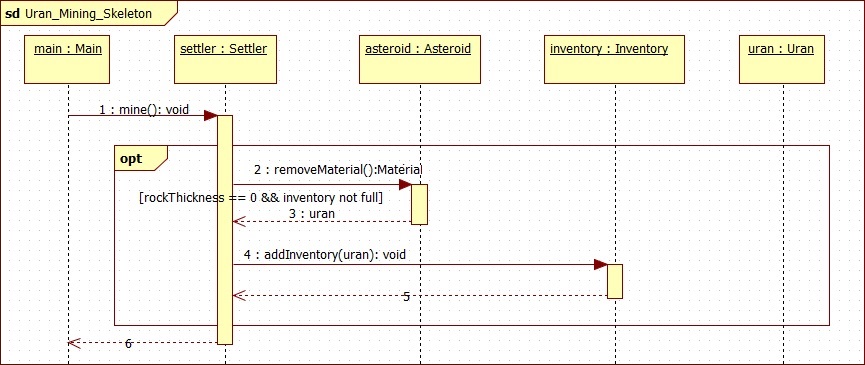 sd Uran_Mining_Skeleton
main : Main
settler : Settler
asteroid : Asteroid
inventory : Inventory
uran : Uran
1 : mine(): void
opt
2 : removeMaterial():Material
[rockThickness == 0 && inventory not full]
3 : uran
4 : addInventory(uran): void
5
6